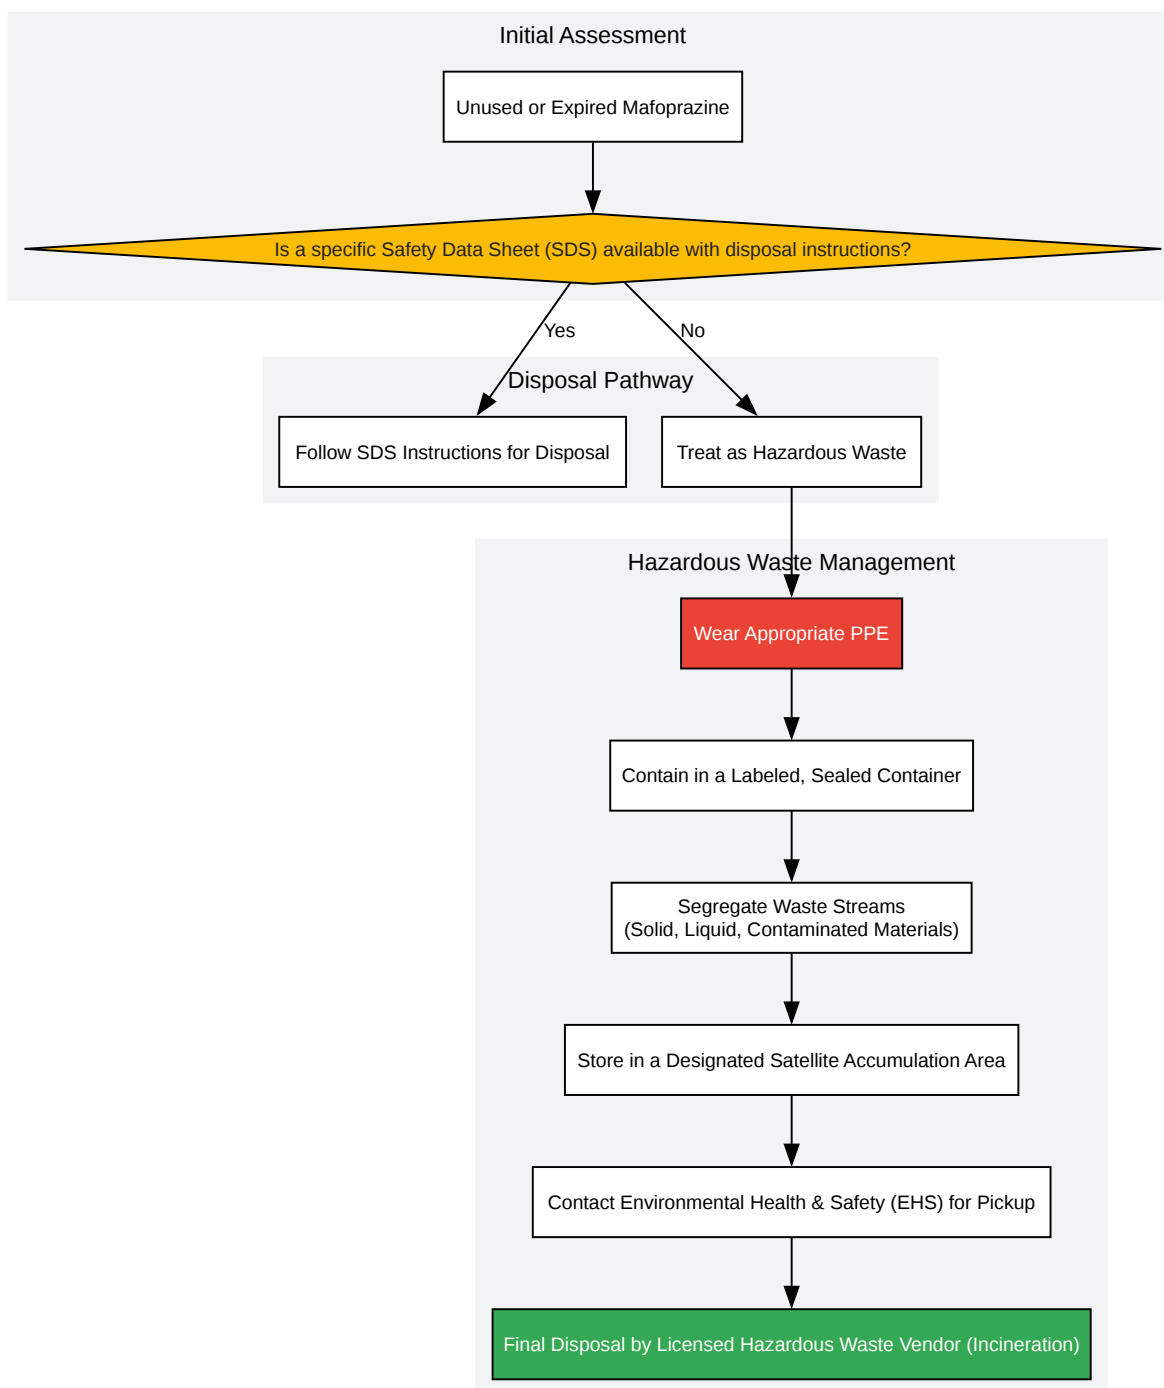 Initial Assessment
Unused or Expired Mafoprazine
Is a specific Safety Data Sheet (SDS) available with disposal instructions?
Yes
No
Disposal Pathway
Follow SDS Instructions for Disposal
Treat as Hazardous Waste
Hazardous Waste Management
Wear Appropriate PPE
Contain in a Labeled, Sealed Container
Segregate Waste Streams
(Solid, Liquid, Contaminated Materials)
Store in a Designated Satellite Accumulation Area
Contact Environmental Health & Safety (EHS) for Pickup
Final Disposal by Licensed Hazardous Waste Vendor (Incineration)